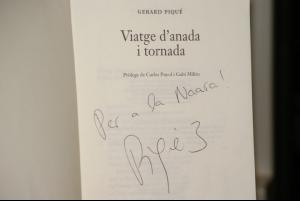 GERARD PIQUÉ
Viatge d'anada
i tornada
Pròleg de Carles Puyol i Gabi Milito
Per a la Naara!
Piqué 3